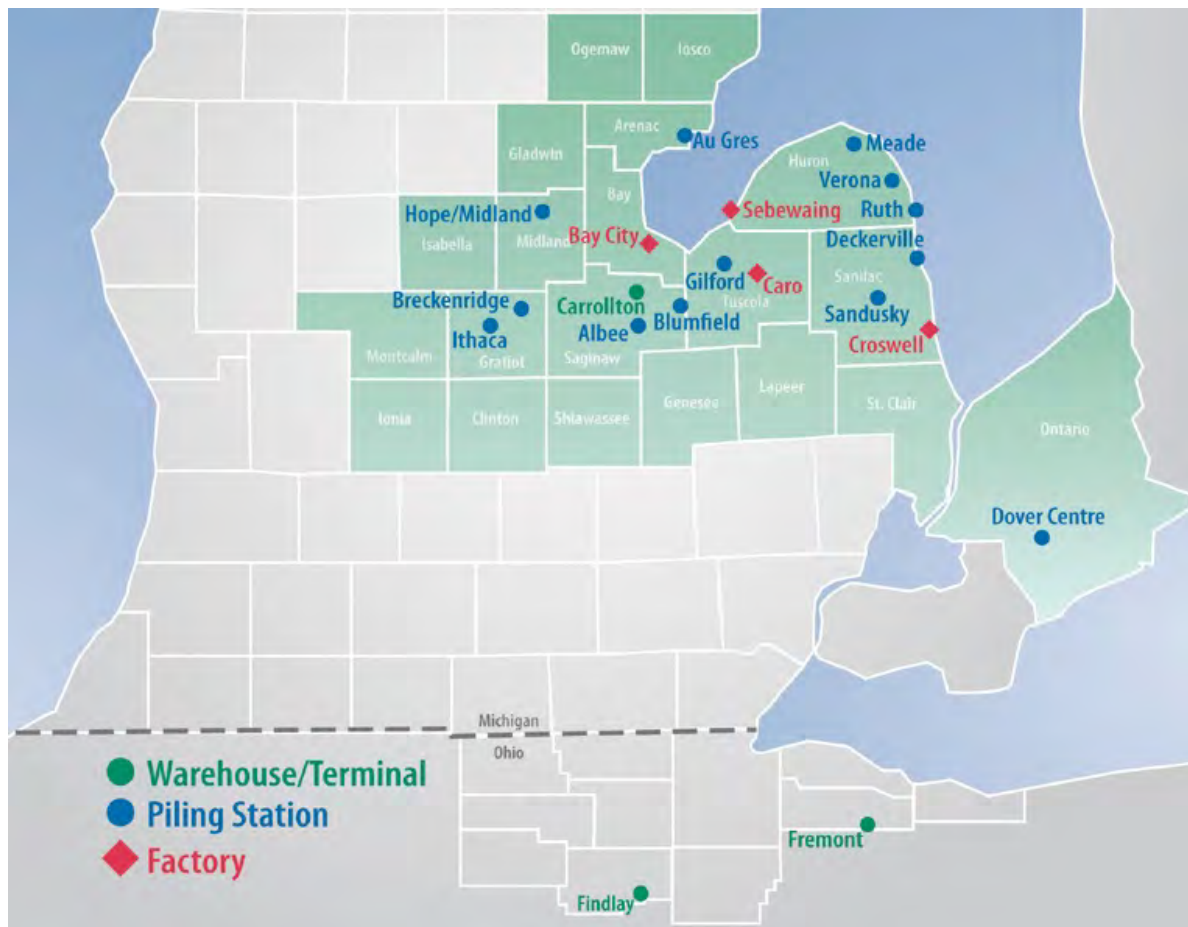 Ogemaw
Iosco
Arenac
Au Gres
Gladwin
Huron
Meade
Bay
Verona
Hope/Midland
Sebewaing
Ruth
Isabella
Midland
Bay City
Deckerville
Gilford
Caro
Sanilac
Breckenridge
Carrollton
Tuscola
Blumfield
Sandusky
Ithaca
Albee
Croswell
Montcalm
Gratiot
Saginaw
Lapeer
Ionia
Clinton
Shiawassee
Genesee
St. Clair
Ontario
Dover Centre
Michigan
Ohio
Warehouse/Terminal
Piling Station
Factory
Fremont
Findlay